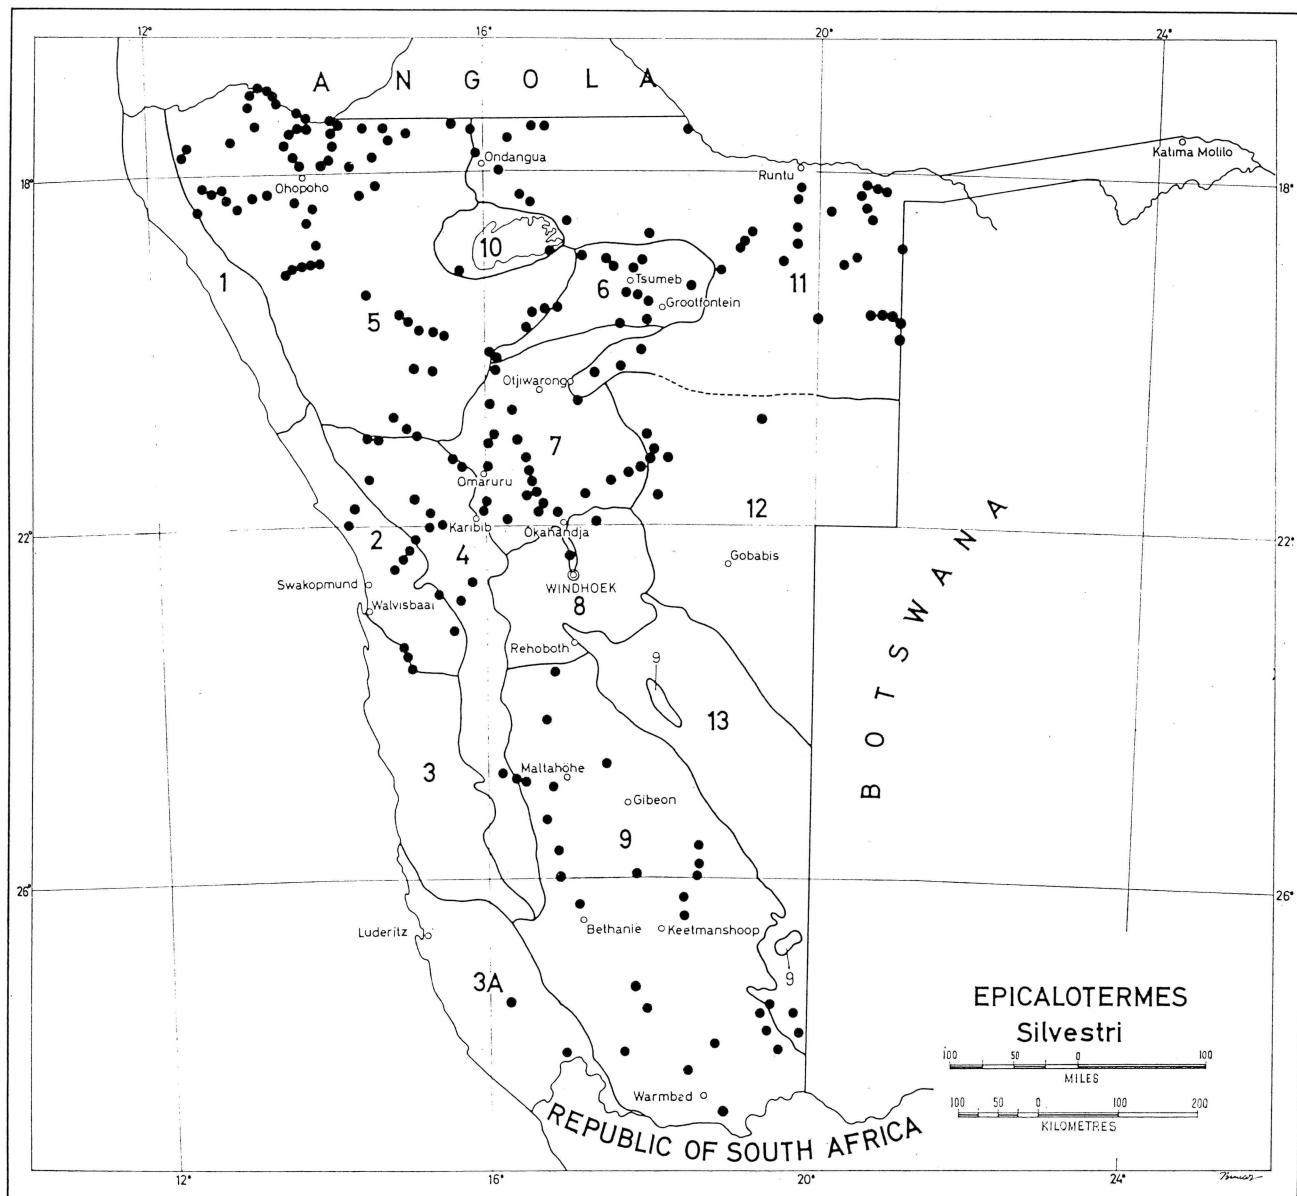 12°
16°
20°
24°
ANGOLA
Ondangua
Runtu
Katima Molilo
18°
18°
Ohopoho
10
1
6
Tsumeb
Grootfontein
11
5
Otjiwarongo
7
Omaruru
12
Karibib
Okahandja
22°
22°
2
4
Gobabis
Swakopmund
WINDHOEK
Walvisbaai
8
Rehoboth
9
13
BOTSWANA
3
Maltahöhe
Gibeon
9
26°
26°
Luderitz
Bethanie
Keetmanshoop
9
3A
EPICALOTERMES
Silvestri
100 50 0 100
MILES
100 50 0 100 200
KILOMETRES
Warmbad
REPUBLIC OF SOUTH AFRICA
12°
16°
20°
24°